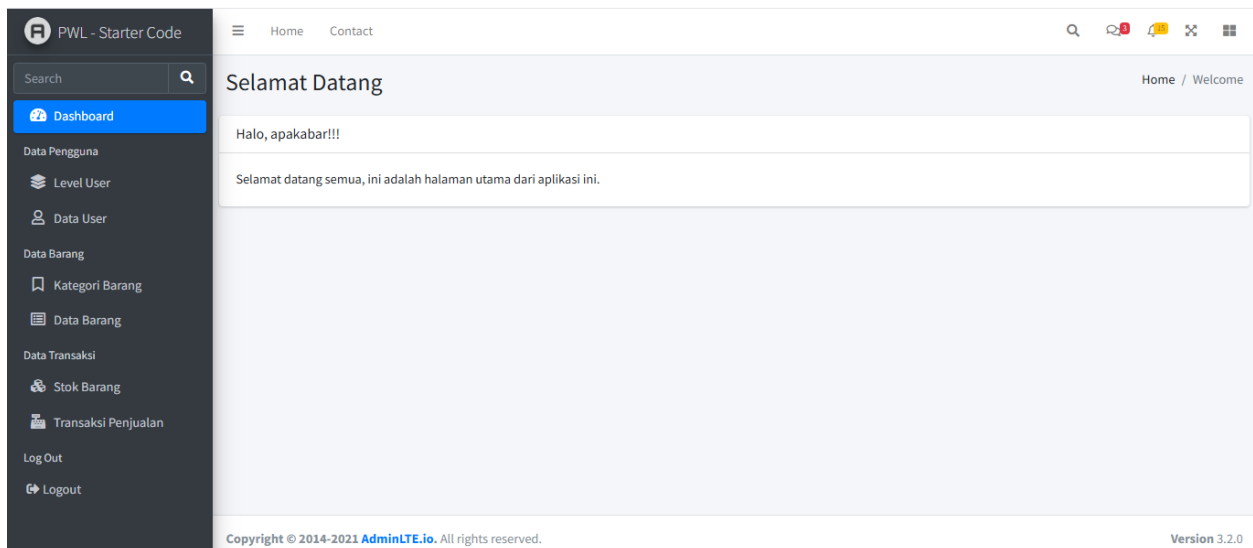 PWL - Starter Code
Home Contact
3
15
Search
Selamat Datang
Home / Welcome
Dashboard
Halo, apakabar!!!
Data Pengguna
Level User
Selamat datang semua, ini adalah halaman utama dari aplikasi ini.
Data User
Data Barang
Kategori Barang
Data Barang
Data Transaksi
Stok Barang
Transaksi Penjualan
Log Out
Logout
Copyright © 2014-2021 AdminLTE.io. All rights reserved.
Version 3.2.0